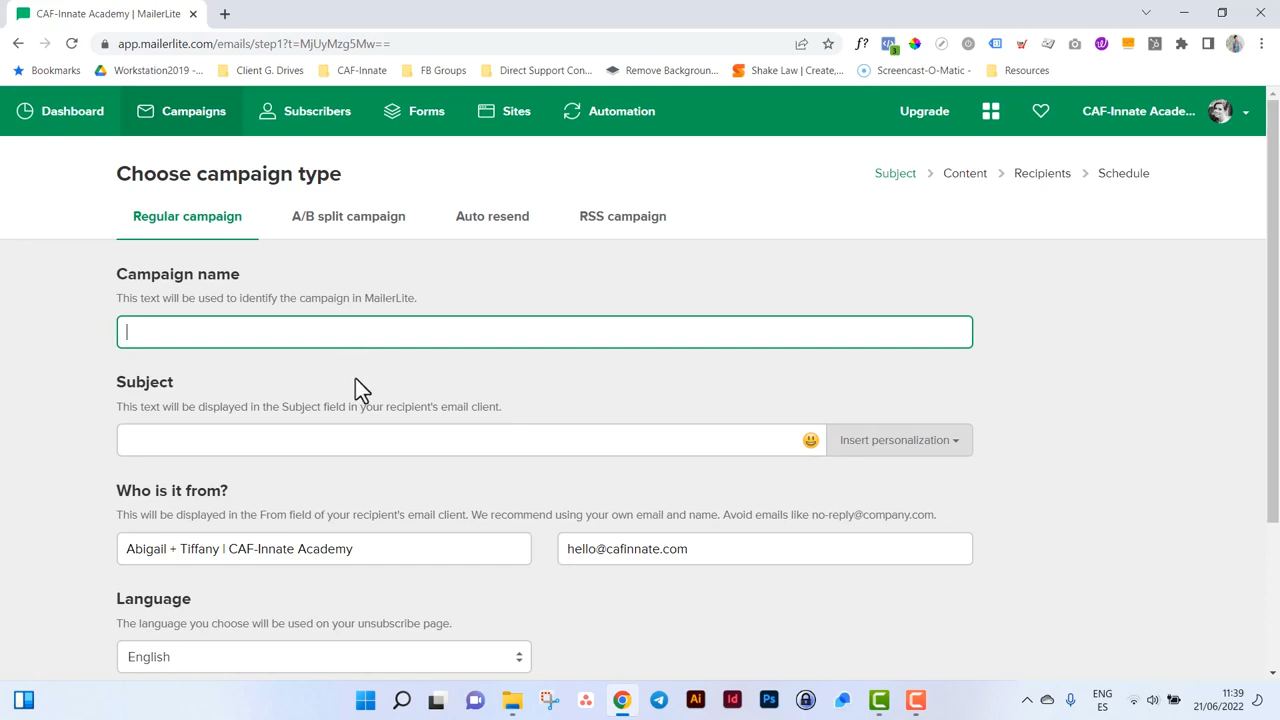 CAF-Innate Academy | MailerLite
app.mailerlite.com/emails/step1?t=MjUyMzg5Mw==
f?
3
Bookmarks
Workstation2019 -...
Client G. Drives
CAF-Innate
FB Groups
Direct Support Con...
Remove Background...
Shake Law | Create,...
Screencast-O-Matic -
Resources
Dashboard
Campaigns
Subscribers
Forms
Sites
Automation
Upgrade
CAF-Innate Acade...
Choose campaign type
Subject
Content
Recipients
Schedule
Regular campaign
A/B split campaign
Auto resend
RSS campaign
Campaign name
This text will be used to identify the campaign in MailerLite.
Subject
This text will be displayed in the Subject field in your recipient's email client.
Insert personalization
Who is it from?
This will be displayed in the From field of your recipient's email client. We recommend using your own email and name. Avoid emails like no-reply@company.com.
Abigail + Tiffany | CAF-Innate Academy
hello@cafinnate.com
Language
The language you choose will be used on your unsubscribe page.
English
Ai
Id
Ps
ENG
ES
11:39
21/06/2022